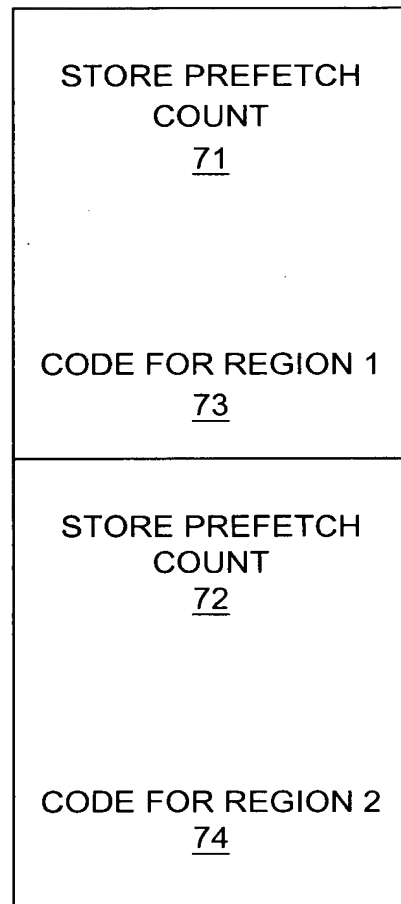 STORE PREFETCH
COUNT
71
CODE FOR REGION 1
73
STORE PREFETCH
COUNT
72
CODE FOR REGION 2
74